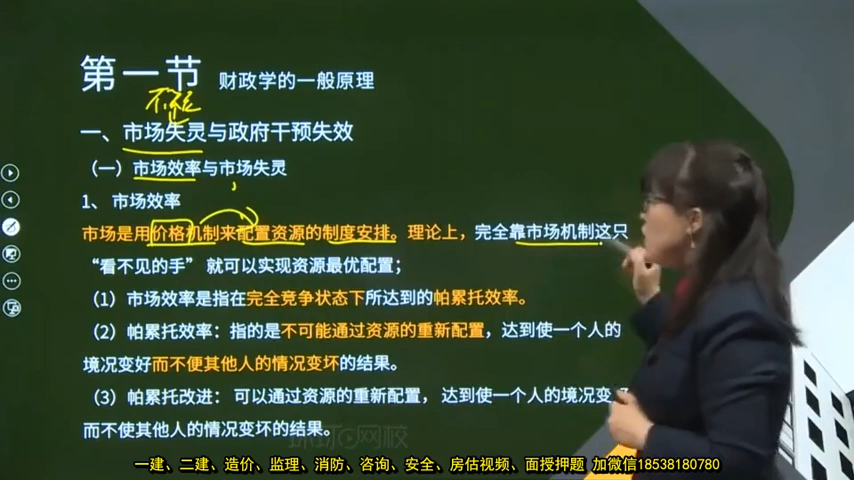 第一节 财政学的一般原理
一、市场失灵与政府干预失效
（一）市场效率与市场失灵
1、市场效率
市场是用价格机制来配置资源的制度安排。理论上，完全靠市场机制这只
“看不见的手” 就可以实现资源最优配置；
（1）市场效率是指在完全竞争状态下所达到的帕累托效率。
（2）帕累托效率：指的是不可能通过资源的重新配置，达到使一个人的
境况变好而不便其他人的情况变坏的结果。
（3）帕累托改进： 可以通过资源的重新配置， 达到使一个人的境况变
而不使其他人的情况变坏的结果。
环球网校
一建、二建、造价、监理、消防、咨询、安全、房估视频、面授押题 加微信18538180780